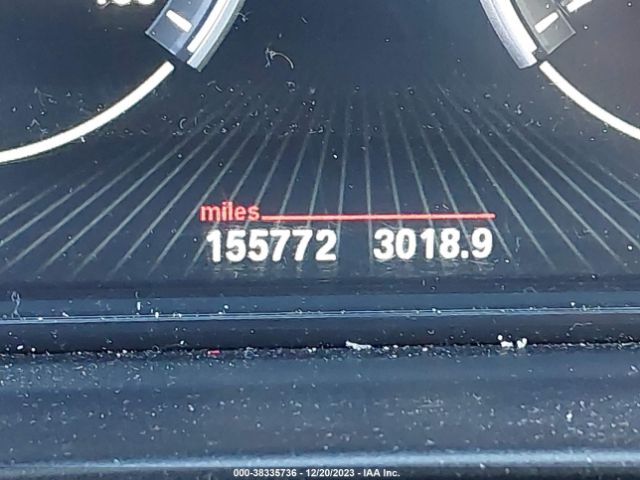 miles
155772 3018.9
000-38335736 - 12/20/2023 - IAA Inc.